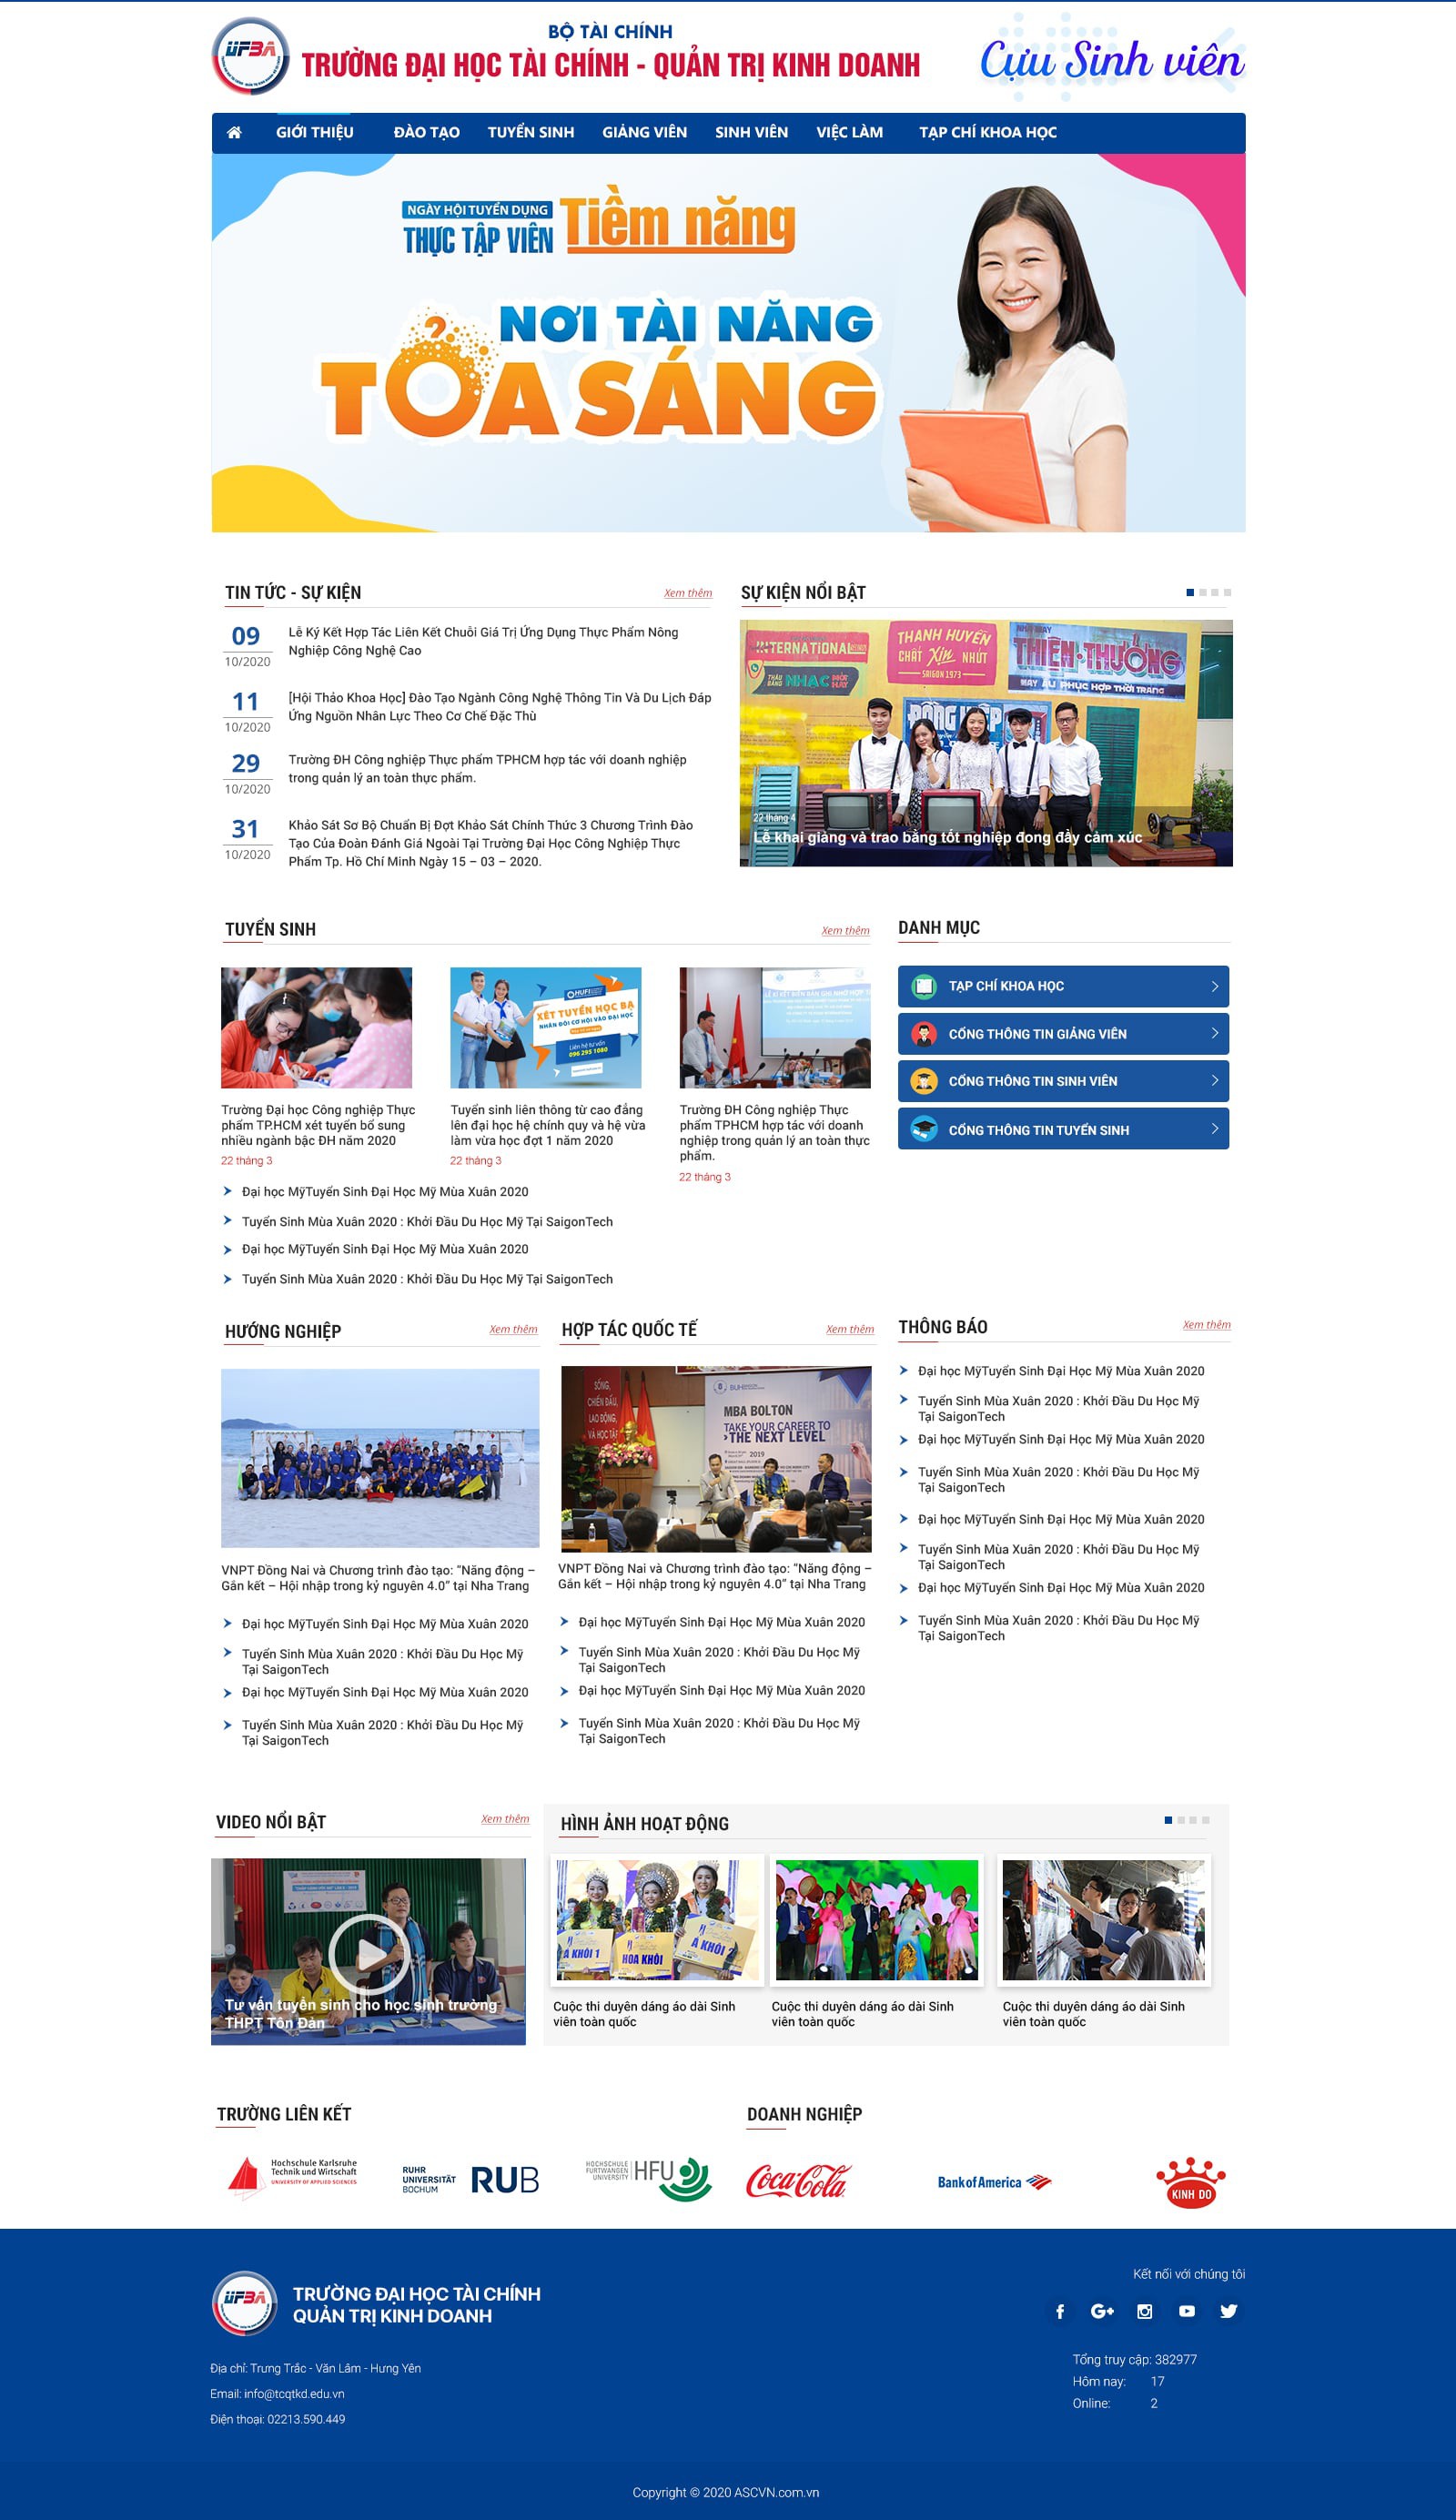 UFBA
BỘ TÀI CHÍNH
TRƯỜNG ĐẠI HỌC TÀI CHÍNH - QUẢN TRỊ KINH DOANH
Cựu Sinh viên
GIỚI THIỆU ĐÀO TẠO TUYỂN SINH GIẢNG VIÊN SINH VIÊN VIỆC LÀM TẠP CHÍ KHOA HỌC
NGÀY HỘI TUYỂN DỤNG
THỰC TẬP VIÊN
Tiềm năng
NƠI TÀI NĂNG
TỎA SÁNG
TIN TỨC - SỰ KIỆN
Xem thêm
09
10/2020
Lễ Ký Kết Hợp Tác Liên Kết Chuỗi Giá Trị Ứng Dụng Thực Phẩm Nông
Nghiệp Công Nghệ Cao
11
10/2020
[Hội Thảo Khoa Học] Đào Tạo Ngành Công Nghệ Thông Tin Và Du Lịch Đáp
Ứng Nguồn Nhân Lực Theo Cơ Chế Đặc Thù
29
10/2020
Trường ĐH Công nghiệp Thực phẩm TPHCM hợp tác với doanh nghiệp
trong quản lý an toàn thực phẩm.
31
10/2020
Khảo Sát Sơ Bộ Chuẩn Bị Đợt Khảo Sát Chính Thức 3 Chương Trình Đào
Tạo Của Đoàn Đánh Giá Ngoài Tại Trường Đại Học Công Nghiệp Thực
Phẩm Tp. Hồ Chí Minh Ngày 15 – 03 – 2020.
SỰ KIỆN NỔI BẬT
INTERNATIONAL
THANH HUYỀN
CHẤT Xịn NHỨT
SAIGON 1973
THIÊN THƯỜNG
MAY ÂU PHỤC HỢP THỜI TRANG
NHẠC
22 tháng 4
Lễ khai giảng và trao bằng tốt nghiệp đong đầy cảm xúc
TUYỂN SINH
Xem thêm
HUFI
XÉT TUYỂN HỌC BẠ
NHÂN ĐÔI CƠ HỘI VÀO ĐẠI HỌC
Liên hệ tư vấn
096 295 1080
Trường Đại học Công nghiệp Thực
phẩm TP.HCM xét tuyển bổ sung
nhiều ngành bậc ĐH năm 2020
22 tháng 3
Tuyển sinh liên thông từ cao đẳng
lên đại học hệ chính quy và hệ vừa
làm vừa học đợt 1 năm 2020
22 tháng 3
Trường ĐH Công nghiệp Thực
phẩm TPHCM hợp tác với doanh
nghiệp trong quản lý an toàn thực
phẩm.
22 tháng 3
Đại học MỹTuyển Sinh Đại Học Mỹ Mùa Xuân 2020
Tuyển Sinh Mùa Xuân 2020 : Khởi Đầu Du Học Mỹ Tại SaigonTech
Đại học MỹTuyển Sinh Đại Học Mỹ Mùa Xuân 2020
Tuyển Sinh Mùa Xuân 2020 : Khởi Đầu Du Học Mỹ Tại SaigonTech
DANH MỤC
TẠP CHÍ KHOA HỌC
CỔNG THÔNG TIN GIẢNG VIÊN
CỔNG THÔNG TIN SINH VIÊN
CỔNG THÔNG TIN TUYỂN SINH
HƯỚNG NGHIỆP
Xem thêm
VNPT Đồng Nai và Chương trình đào tạo: “Năng động –
Gắn kết – Hội nhập trong kỷ nguyên 4.0” tại Nha Trang
Đại học MỹTuyển Sinh Đại Học Mỹ Mùa Xuân 2020
Tuyển Sinh Mùa Xuân 2020 : Khởi Đầu Du Học Mỹ
Tại SaigonTech
Đại học MỹTuyển Sinh Đại Học Mỹ Mùa Xuân 2020
Tuyển Sinh Mùa Xuân 2020 : Khởi Đầu Du Học Mỹ
Tại SaigonTech
HỢP TÁC QUỐC TẾ
Xem thêm
SỐNG,
CHIẾN ĐẤU,
LAO ĐỘNG,
VÀ HỌC TẬP
BUH
MBA BOLTON
TAKE YOUR CAREER TO
THE NEXT LEVEL
2019
VNPT Đồng Nai và Chương trình đào tạo: “Năng động –
Gắn kết – Hội nhập trong kỷ nguyên 4.0” tại Nha Trang
Đại học MỹTuyển Sinh Đại Học Mỹ Mùa Xuân 2020
Tuyển Sinh Mùa Xuân 2020 : Khởi Đầu Du Học Mỹ
Tại SaigonTech
Đại học MỹTuyển Sinh Đại Học Mỹ Mùa Xuân 2020
Tuyển Sinh Mùa Xuân 2020 : Khởi Đầu Du Học Mỹ
Tại SaigonTech
THÔNG BÁO
Xem thêm
Đại học MỹTuyển Sinh Đại Học Mỹ Mùa Xuân 2020
Tuyển Sinh Mùa Xuân 2020 : Khởi Đầu Du Học Mỹ
Tại SaigonTech
Đại học MỹTuyển Sinh Đại Học Mỹ Mùa Xuân 2020
Tuyển Sinh Mùa Xuân 2020 : Khởi Đầu Du Học Mỹ
Tại SaigonTech
Đại học MỹTuyển Sinh Đại Học Mỹ Mùa Xuân 2020
Tuyển Sinh Mùa Xuân 2020 : Khởi Đầu Du Học Mỹ
Tại SaigonTech
Đại học MỹTuyển Sinh Đại Học Mỹ Mùa Xuân 2020
Tuyển Sinh Mùa Xuân 2020 : Khởi Đầu Du Học Mỹ
Tại SaigonTech
VIDEO NỔI BẬT
Xem thêm
Tư vấn tuyển sinh cho học sinh trường
THPT Tôn Đản
HÌNH ẢNH HOẠT ĐỘNG
Á KHÔI 1
HOA KHÔI
Á KHÔI 2
Cuộc thi duyên dáng áo dài Sinh
viên toàn quốc
Cuộc thi duyên dáng áo dài Sinh
viên toàn quốc
Cuộc thi duyên dáng áo dài Sinh
viên toàn quốc
TRƯỜNG LIÊN KẾT
Hochschule Karlsruhe
Technik und Wirtschaft
UNIVERSITY OF APPLIED SCIENCES
RUHR
UNIVERSITÄT
BOCHUM
RUB
HOCHSCHULE
FURTWANGEN
UNIVERSITY
HFU
DOANH NGHIỆP
Coca-Cola
Bank of America
KINH DO
UFBA
TRƯỜNG ĐẠI HỌC TÀI CHÍNH
QUẢN TRỊ KINH DOANH
Địa chỉ: Trưng Trắc - Văn Lâm - Hưng Yên
Email: info@tcqtkd.edu.vn
Điện thoại: 02213.590.449
Kết nối với chúng tôi
Tổng truy cập: 382977
Hôm nay: 17
Online: 2
Copyright © 2020 ASCVN.com.vn